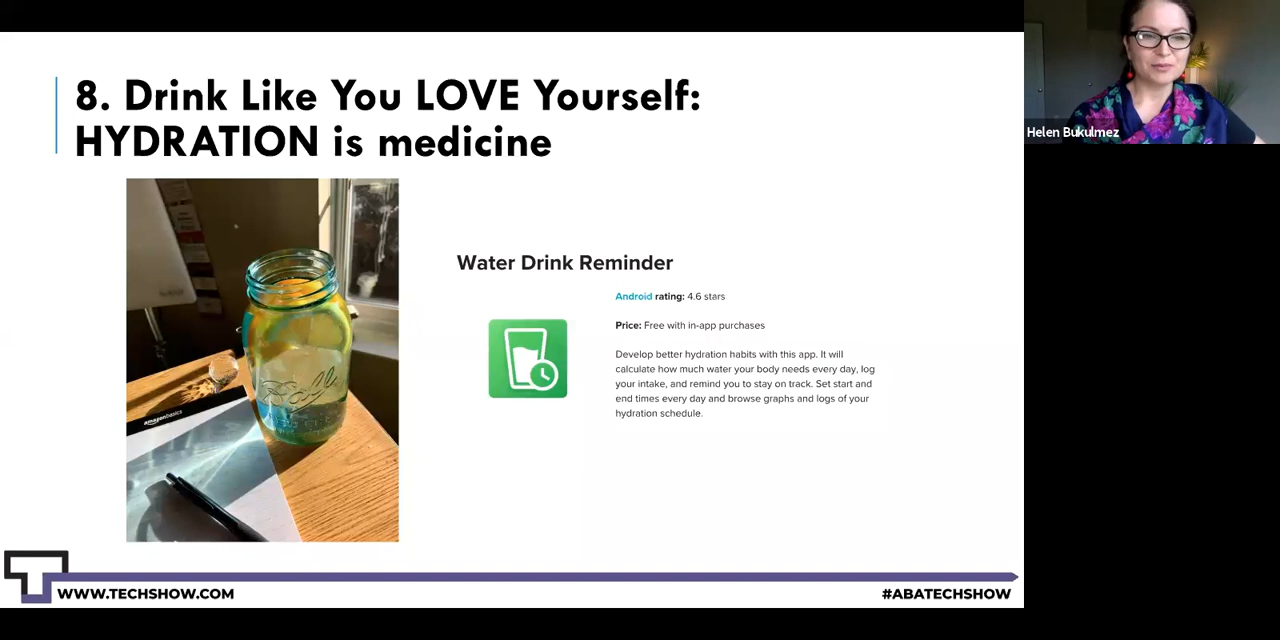 8. Drink Like You LOVE Yourself:
HYDRATION is medicine
Helen Bukulmez
Water Drink Reminder
Android rating: 4.6 stars
Price: Free with in-app purchases
Develop better hydration habits with this app. It will
calculate how much water your body needs every day, log
your intake, and remind you to stay on track. Set start and
end times every day and browse graphs and logs of your
hydration schedule.
Ball
amazonbasics
WWW.TECHSHOW.COM
#ABATECHSHOW